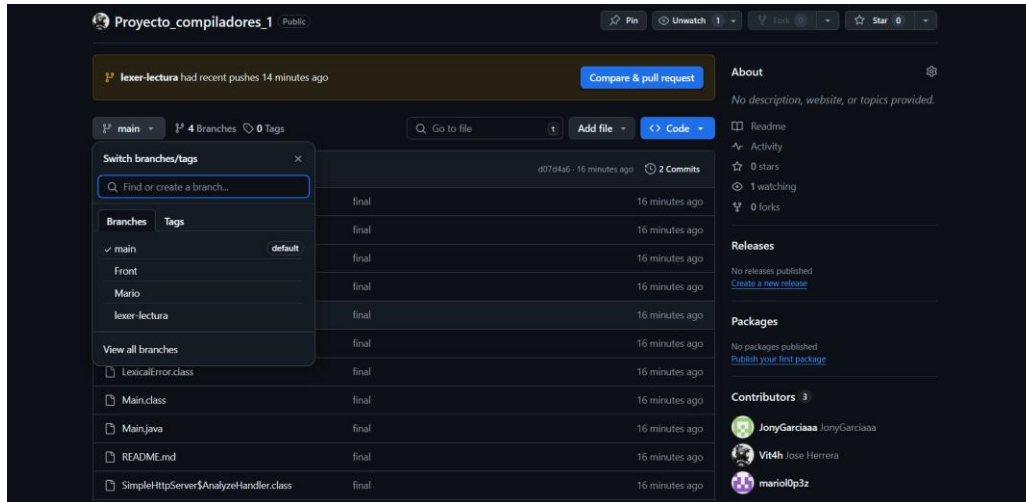 Proyecto_compiladores_1 Public
Pin
Unwatch 1
Fork 0
Star 0
lexer-lectura had recent pushes 14 minutes ago
Compare & pull request
main
4 Branches 0 Tags
Go to file t
Add file
<> Code
Switch branches/tags
Find or create a branch...
Branches Tags
main default
Front
Mario
lexer-lectura
View all branches
d07d4a6 · 16 minutes ago 2 Commits
final 16 minutes ago
final 16 minutes ago
final 16 minutes ago
final 16 minutes ago
final 16 minutes ago
final 16 minutes ago
LexicalError.class final 16 minutes ago
Main.class final 16 minutes ago
Main.java final 16 minutes ago
README.md final 16 minutes ago
SimpleHttpServer$AnalyzeHandler.class final 16 minutes ago
About
No description, website, or topics provided.
Readme
Activity
0 stars
1 watching
0 forks
Releases
No releases published
Create a new release
Packages
No packages published
Publish your first package
Contributors 3
JonyGarciaaa JonyGarciaaa
Vit4h Jose Herrera
mariol0p3z